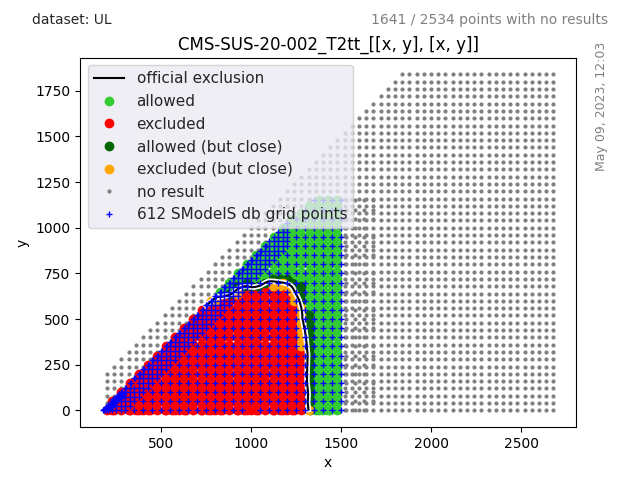 dataset: UL
1641 / 2534 points with no results
CMS-SUS-20-002_T2tt_[[x, y], [x, y]]
May 09, 2023, 12:03
official exclusion
allowed
excluded
allowed (but close)
excluded (but close)
no result
612 SModelS db grid points
y
1750
1500
1250
1000
750
500
250
0
500
1000
1500
2000
2500
x